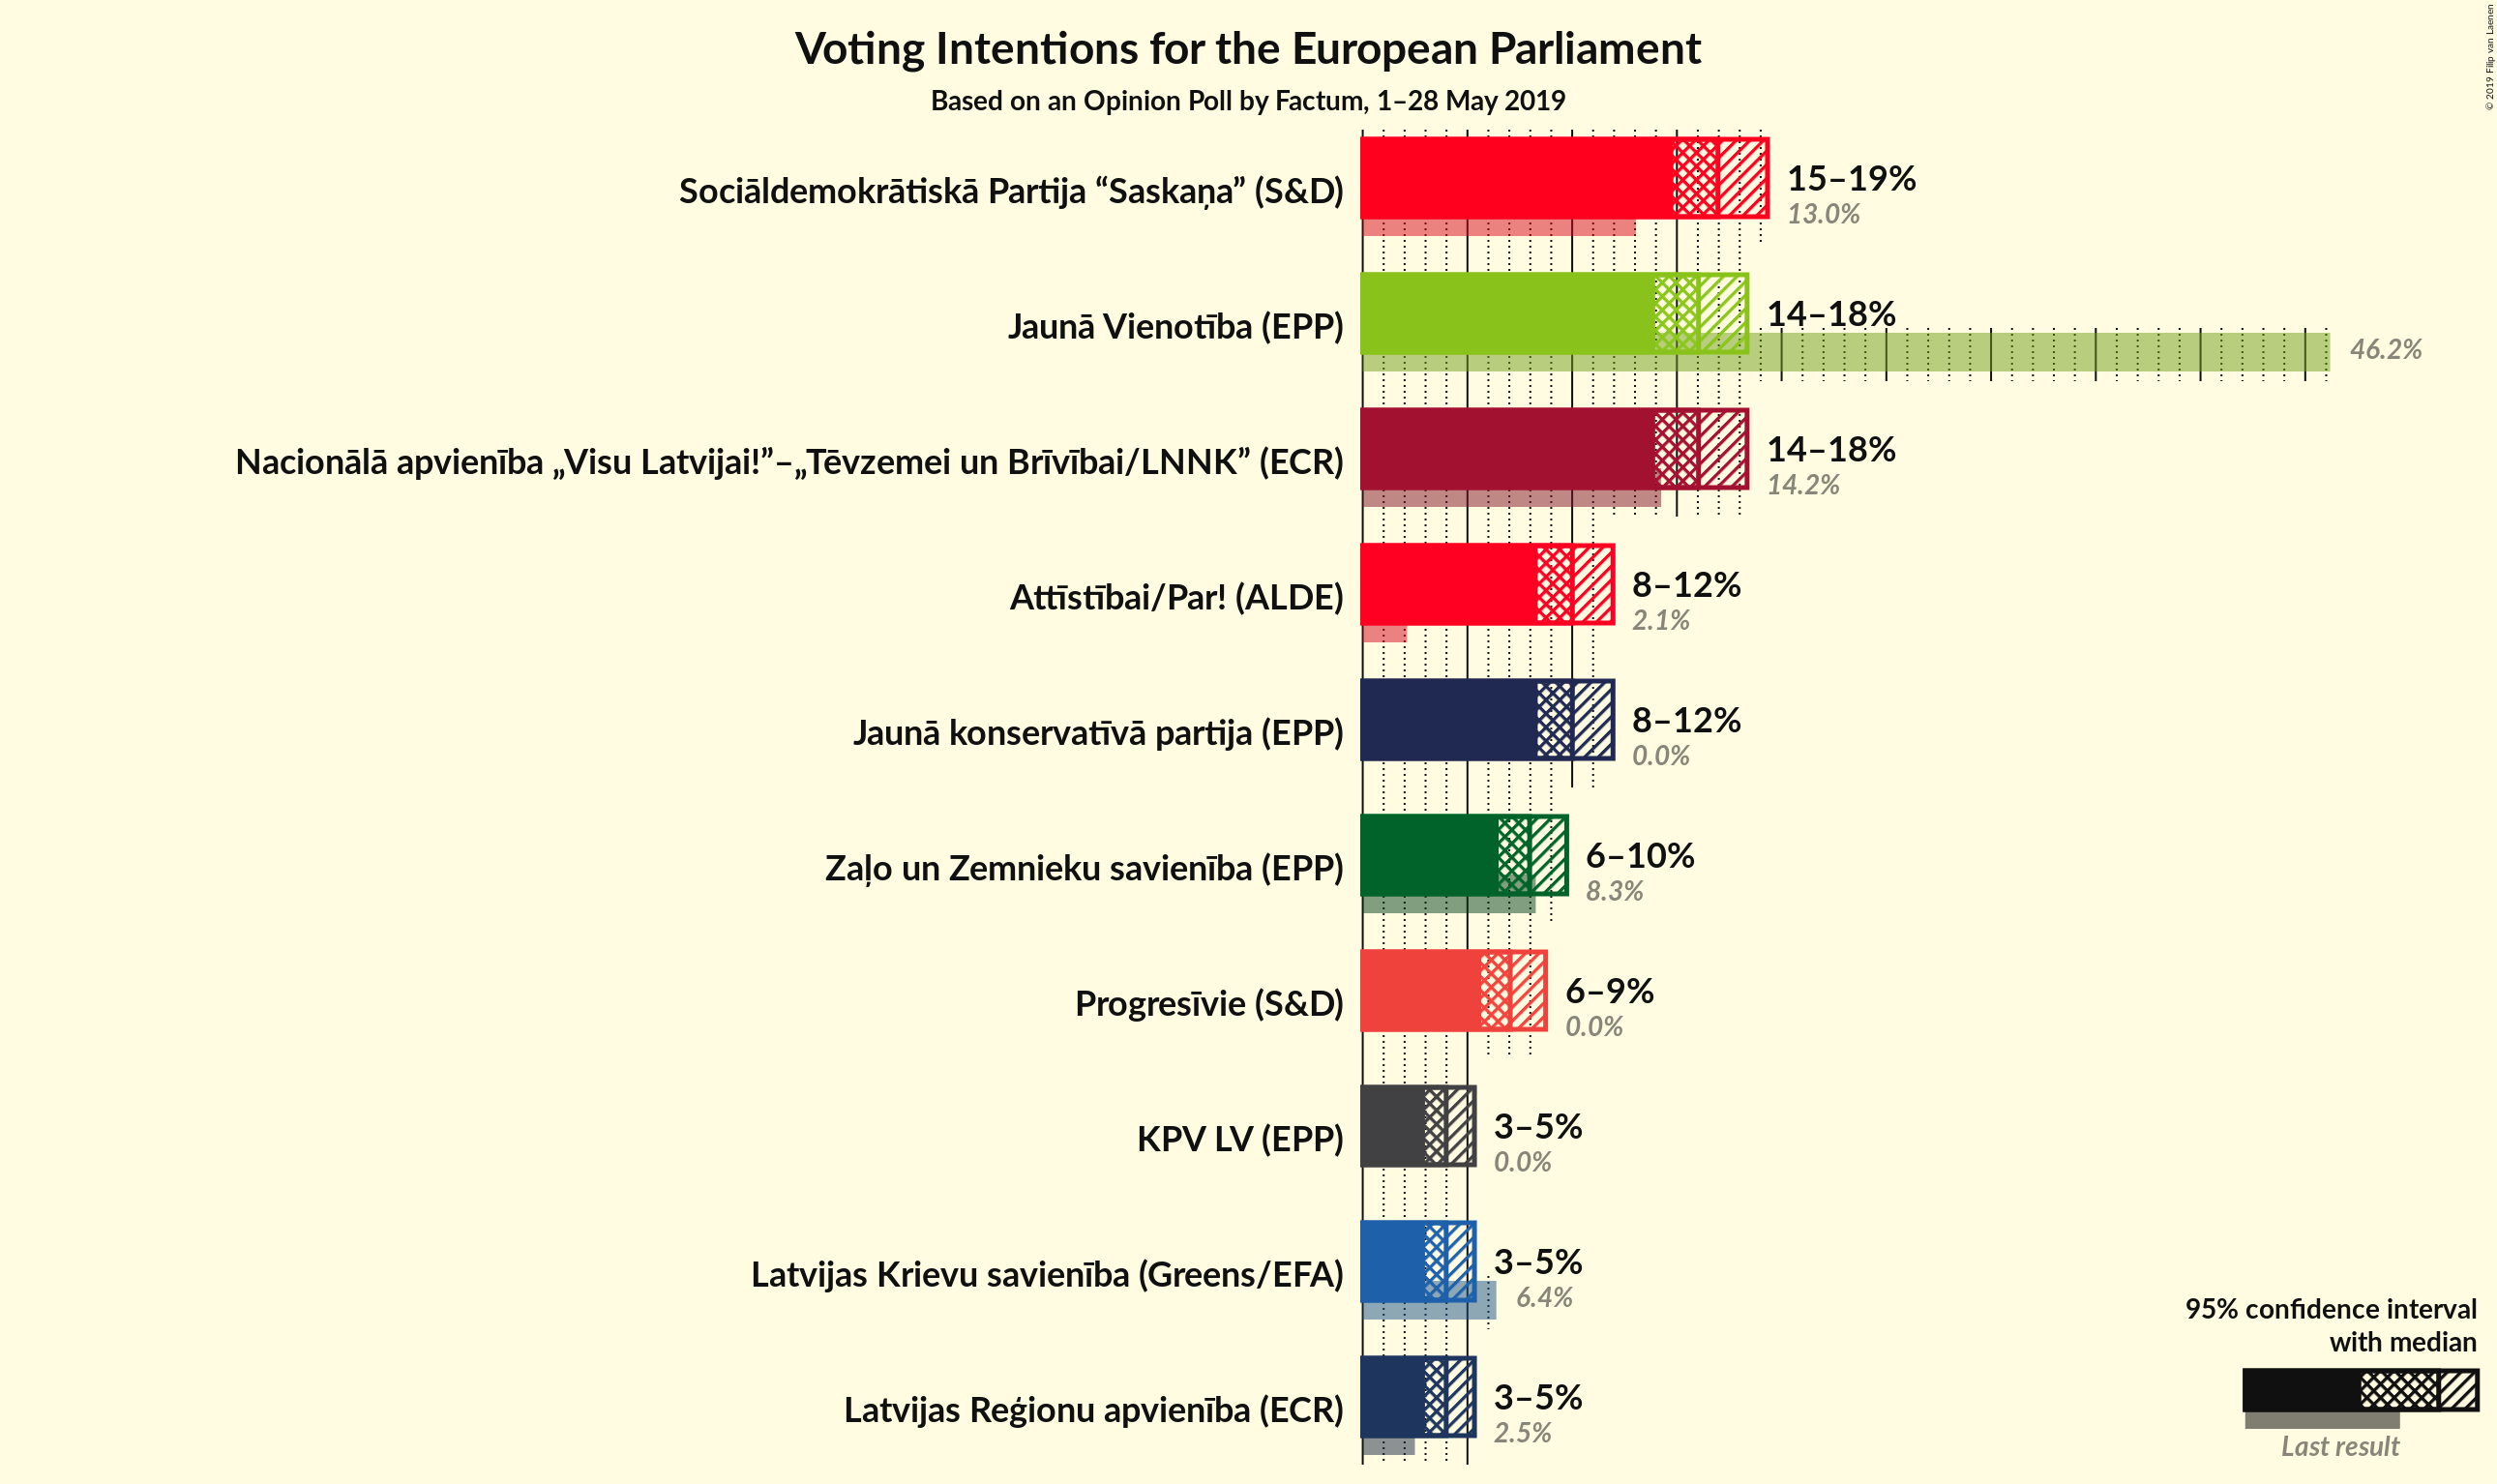 Voting Intentions for the European Parliament
Based on an Opinion Poll by Factum, 1–28 May 2019
© 2019 Filip van Laenen
Sociāldemokrātiskā Partija “Saskaņa” (S&D)
15–19%
13.0%
Jaunā Vienotība (EPP)
14–18%
46.2%
Nacionālā apvienība „Visu Latvijai!”–„Tēvzemei un Brīvībai/LNNK” (ECR)
14–18%
14.2%
Attīstībai/Par! (ALDE)
8–12%
2.1%
Jaunā konservatīvā partija (EPP)
8–12%
0.0%
Zaļo un Zemnieku savienība (EPP)
6–10%
8.3%
Progresīvie (S&D)
6–9%
0.0%
KPV LV (EPP)
3–5%
0.0%
Latvijas Krievu savienība (Greens/EFA)
3–5%
6.4%
Latvijas Reģionu apvienība (ECR)
3–5%
2.5%
95% confidence interval
with median
Last result